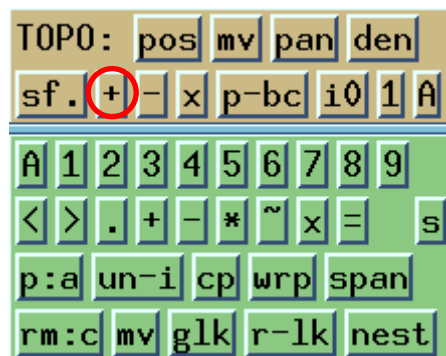 TOPO: pos mv pan den
sf. + - x p-bc i0 1 A
A 1 2 3 4 5 6 7 8 9
< > . + - * ~ x = s
p:a un-i cp wrp span
rm:c mv glk r-lk nest